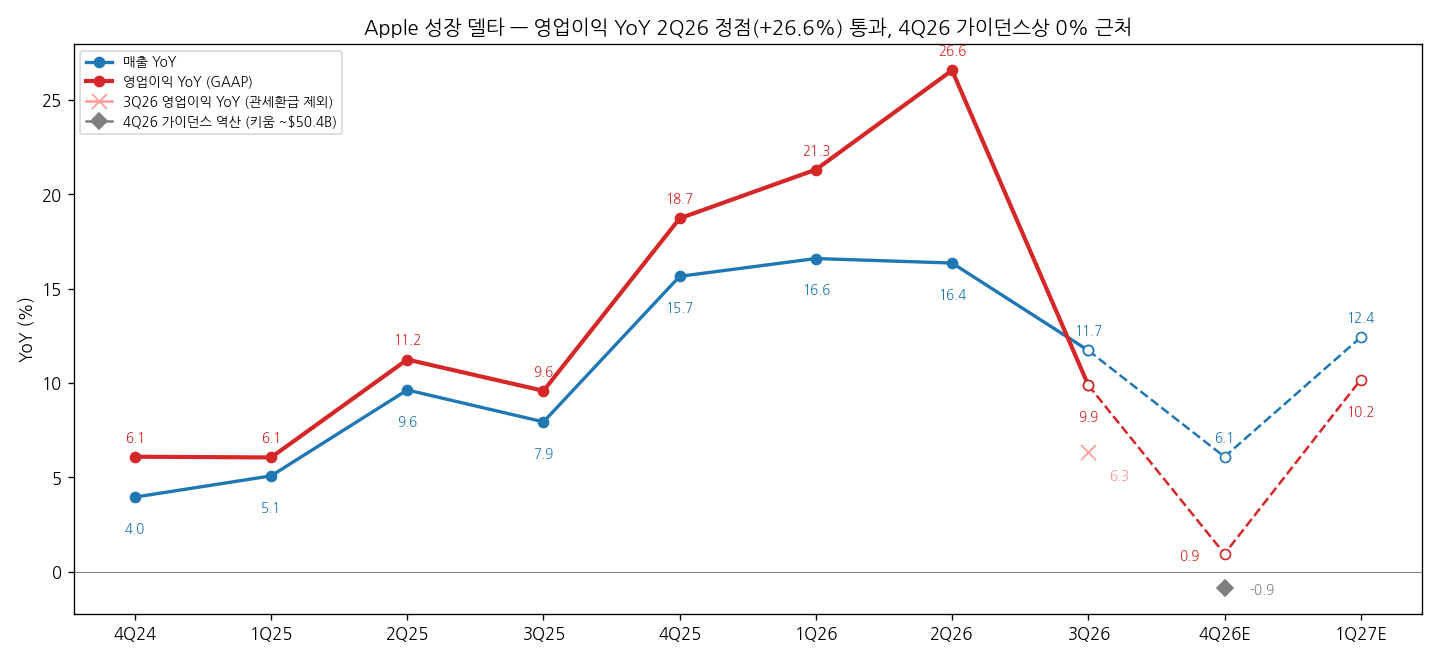 Apple 성장 델타 — 영업이익 YoY 2Q26 정점(+26.6%) 통과, 4Q26 가이던스상 0% 근처
매출 YoY
영업이익 YoY (GAAP)
3Q26 영업이익 YoY (관세환급 제외)
4Q26 가이던스 역산 (키움 ~$50.4B)
YoY (%)
25
20
15
10
5
0
6.1
6.1
11.2
9.6
18.7
21.3
26.6
9.9
6.3
0.9
-0.9
10.2
4.0
5.1
9.6
7.9
15.7
16.6
16.4
11.7
6.1
12.4
4Q24
1Q25
2Q25
3Q25
4Q25
1Q26
2Q26
3Q26
4Q26E
1Q27E